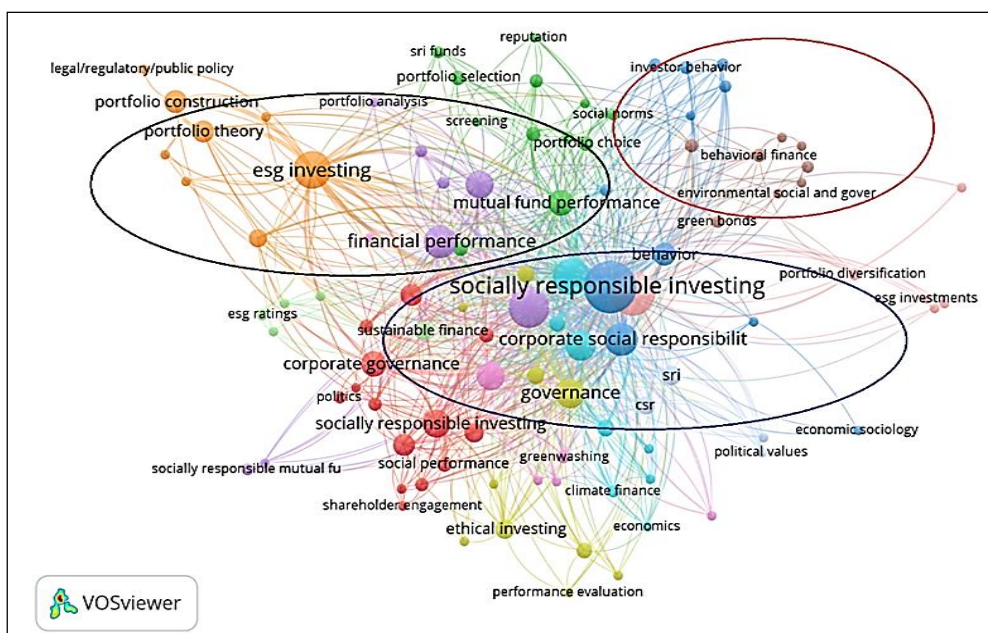 reputation
sri funds
legal/regulatory/public policy
portfolio selection
investor behavior
portfolio construction
portfolio analysis
social norms
portfolio theory
screening
portfolio choice
behavioral finance
esg investing
mutual fund performance
environmental social and gover
green bonds
financial performance
behavior
portfolio diversification
socially responsible investing
esg investments
esg ratings
sustainable finance
corporate social responsibilit
corporate governance
sri
politics
governance
csr
socially responsible investing
economic sociology
political values
greenwashing
socially responsible mutual fu
social performance
climate finance
shareholder engagement
ethical investing
economics
performance evaluation
VOSviewer